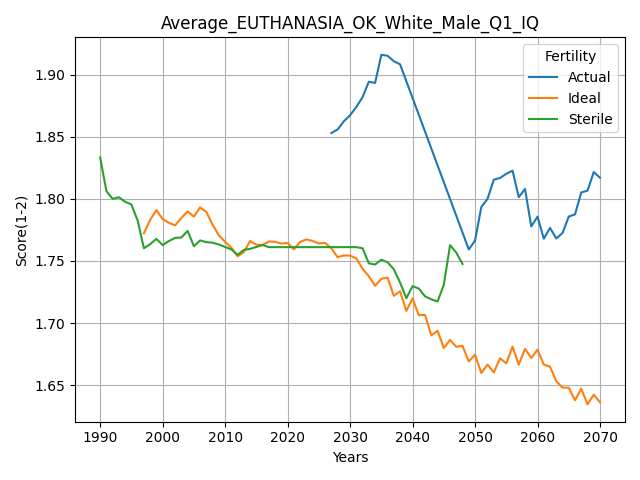 Average_EUTHANASIA_OK_White_Male_Q1_IQ
Score(1-2)
1.90
1.85
1.80
1.75
1.70
1.65
Fertility
Actual
Ideal
Sterile
1990 2000 2010 2020 2030 2040 2050 2060 2070
Years